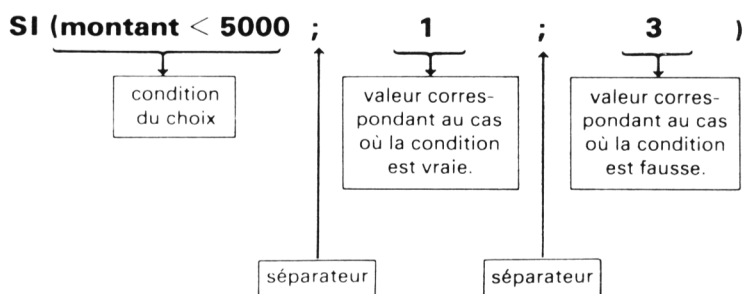 SI (montant < 5000 ; 1 ; 3 )
condition
du choix
valeur corres-
pondant au cas
où la condition
est vraie.
valeur corres-
pondant au cas
où la condition
est fausse.
séparateur
séparateur